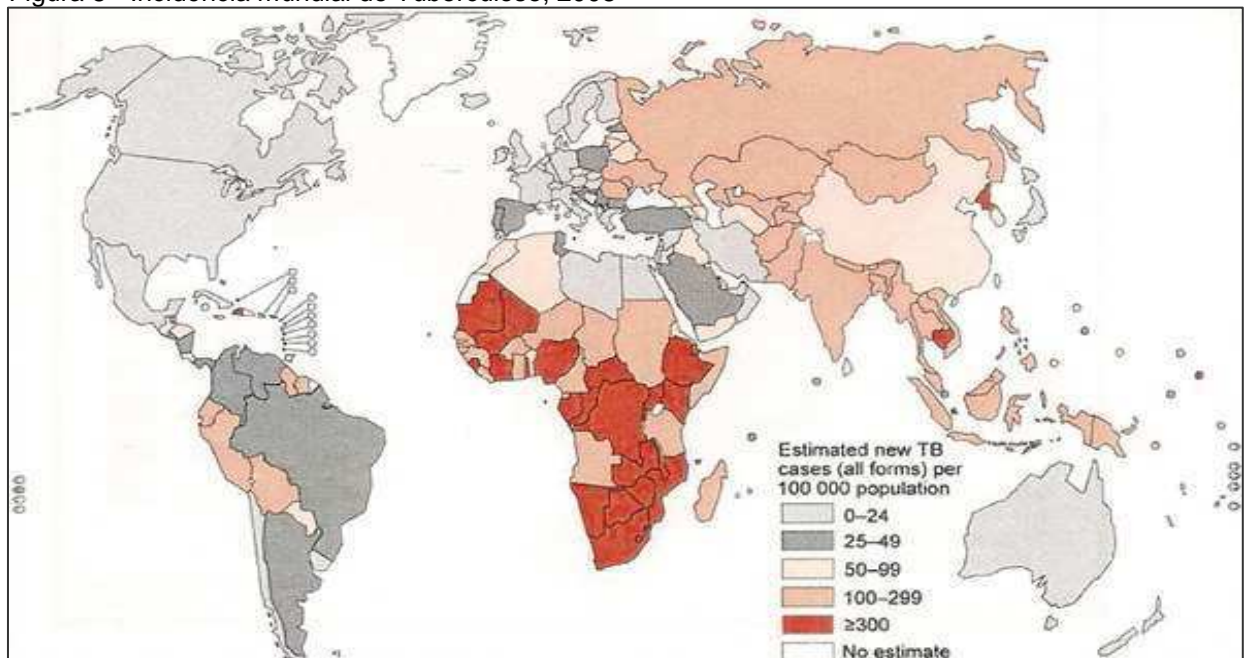 Estimated new TB
cases (all forms) per
100 000 population
0–24
25–49
50–99
100–299
≥300
No estimate